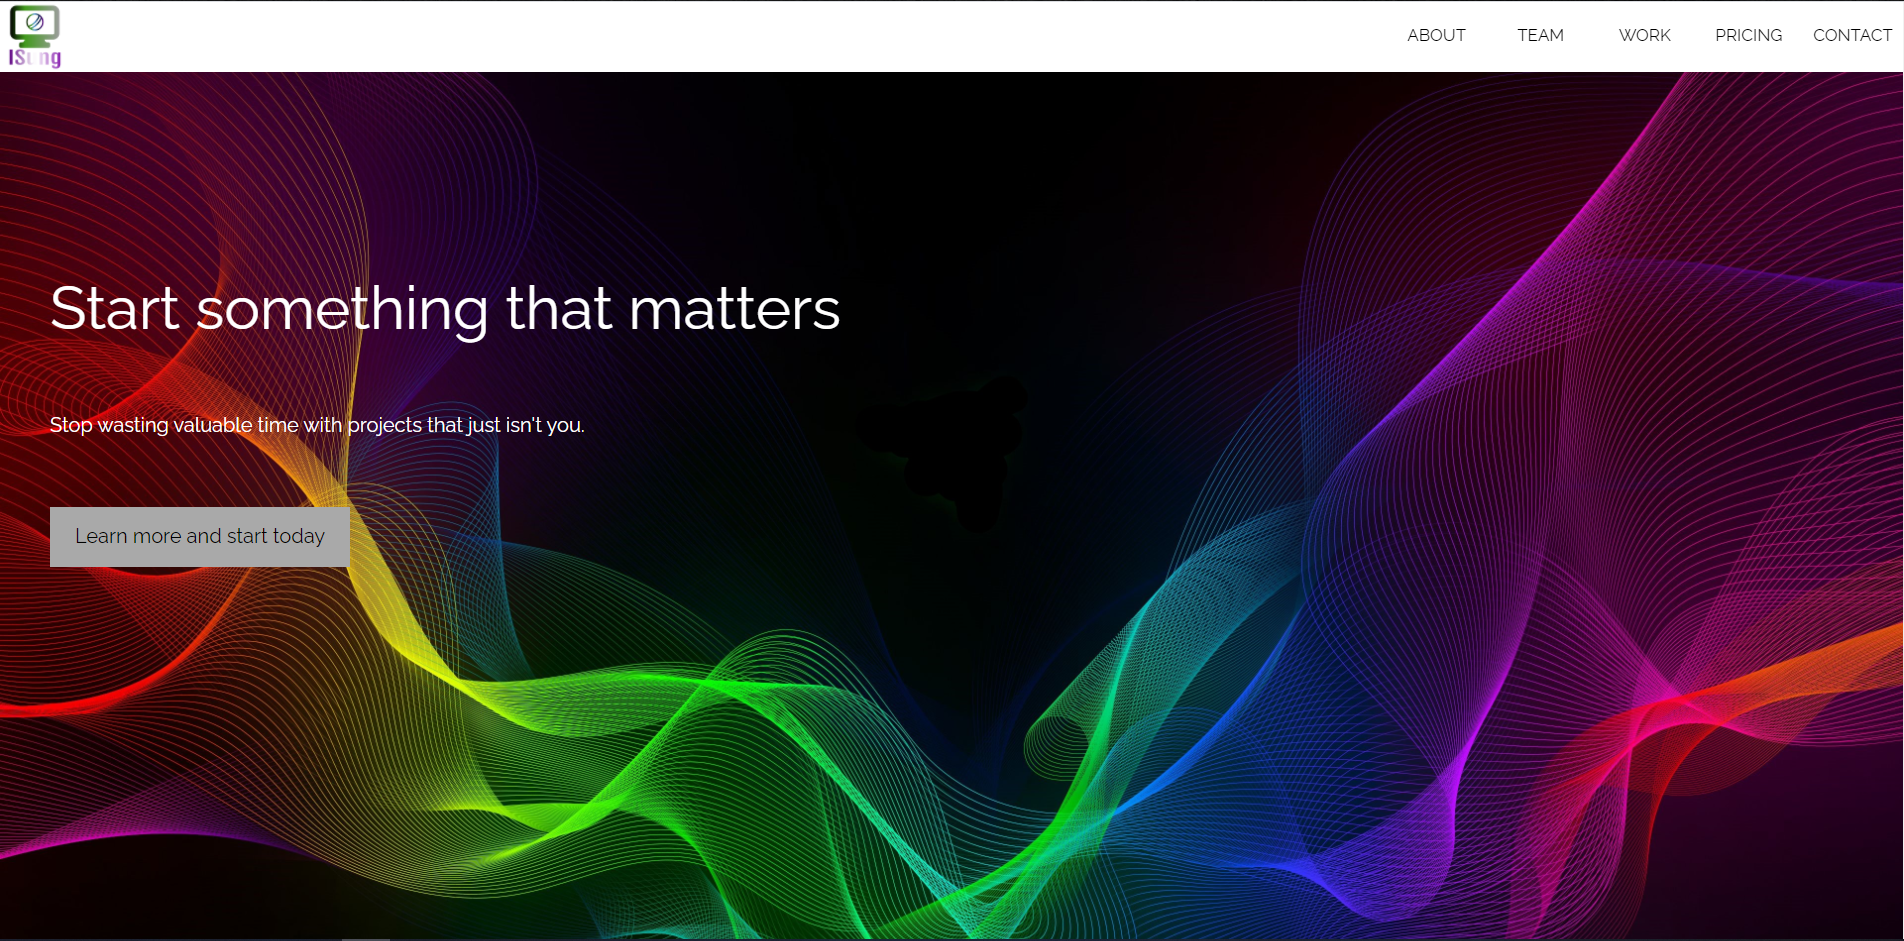 ISung
ABOUT TEAM WORK PRICING CONTACT
Start something that matters
Stop wasting valuable time with projects that just isn't you.
Learn more and start today